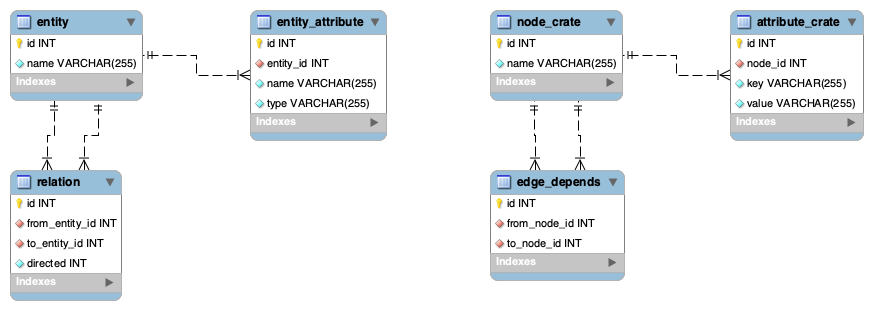 entity
id INT
name VARCHAR(255)
Indexes
entity_attribute
id INT
entity_id INT
name VARCHAR(255)
type VARCHAR(255)
Indexes
relation
id INT
from_entity_id INT
to_entity_id INT
directed INT
Indexes
node_crate
id INT
name VARCHAR(255)
Indexes
attribute_crate
id INT
node_id INT
key VARCHAR(255)
value VARCHAR(255)
Indexes
edge_depends
id INT
from_node_id INT
to_node_id INT
Indexes